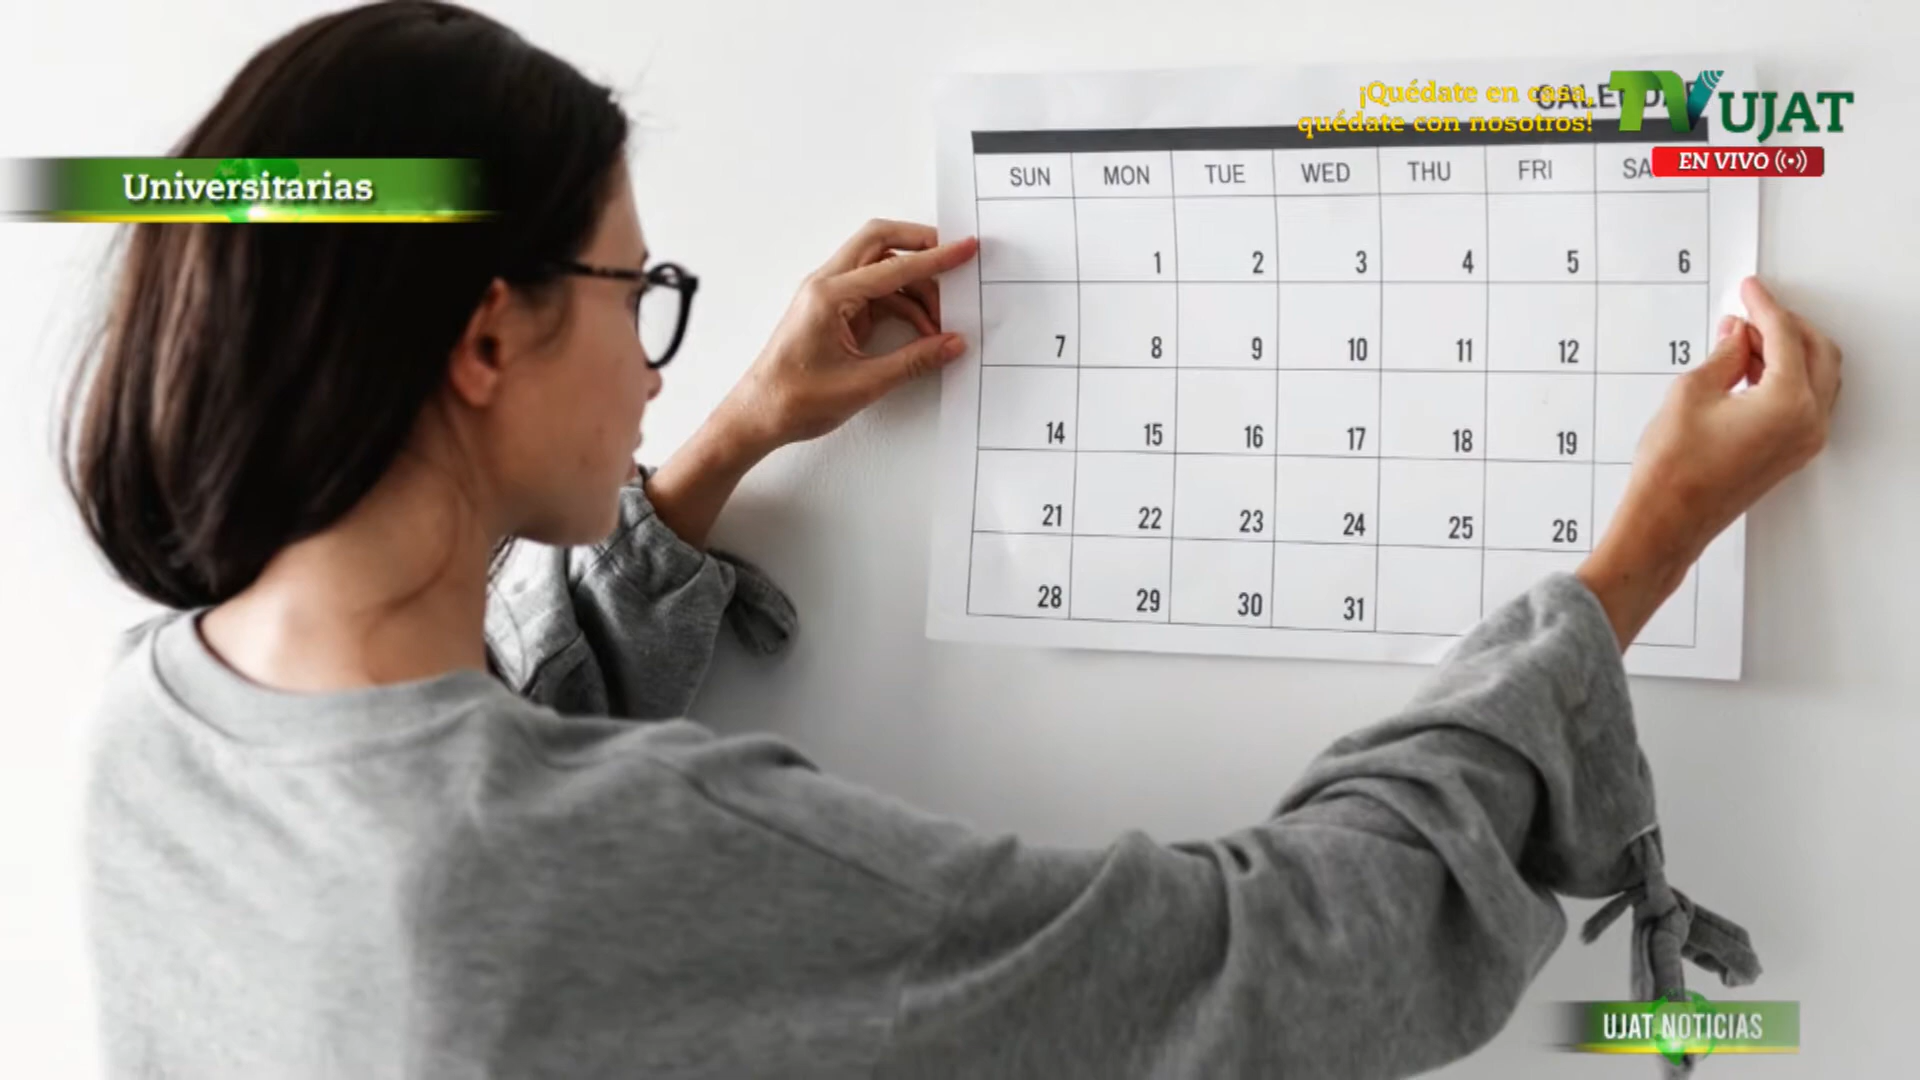 ¡Quédate en casa,
quédate con nosotros!
TV UJAT
EN VIVO
Universitarias
SUN MON TUE WED THU FRI
1 2 3 4 5 6
7 8 9 10 11 12 13
14 15 16 17 18 19
21 22 23 24 25 26
28 29 30 31
UJAT NOTICIAS